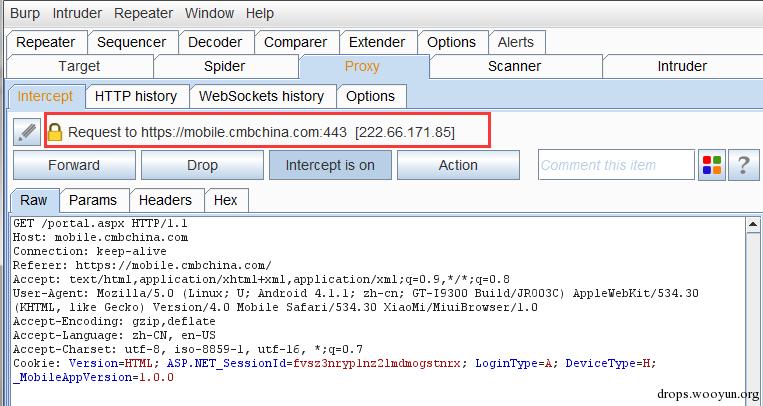 Burp Intruder Repeater Window Help
Repeater Sequencer Decoder Comparer Extender Options Alerts
Target Spider Proxy Scanner Intruder
Intercept HTTP history WebSockets history Options
Request to https://mobile.cmbchina.com:443 [222.66.171.85]
Forward Drop Intercept is on Action Comment this item ?
Raw Params Headers Hex
GET /portal.aspx HTTP/1.1
Host: mobile.cmbchina.com
Connection: keep-alive
Referer: https://mobile.cmbchina.com/
Accept: text/html,application/xhtml+xml,application/xml;q=0.9,*/*;q=0.8
User-Agent: Mozilla/5.0 (Linux; U; Android 4.1.1; zh-cn; GT-I9300 Build/JRO03C) AppleWebKit/534.30
(KHTML, like Gecko) Version/4.0 Mobile Safari/534.30 XiaoMi/MiuiBrowser/1.0
Accept-Encoding: gzip,deflate
Accept-Language: zh-CN, en-US
Accept-Charset: utf-8, iso-8859-1, utf-16, *;q=0.7
Cookie: Version=HTML; ASP.NET_SessionId=fvsz3nryplnz2lmdmogstnrx; LoginType=A; DeviceType=H;
_MobileAppVersion=1.0.0
drops.wooyun.org